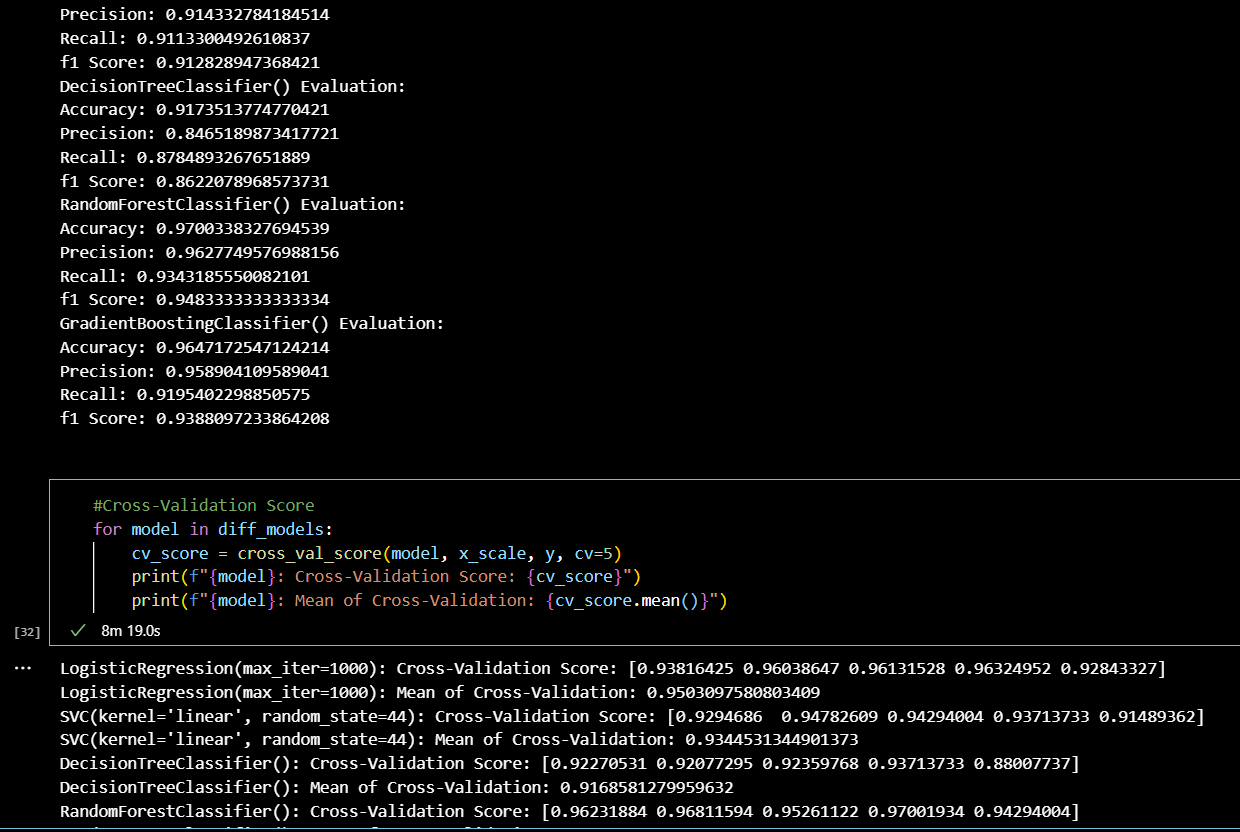 Precision: 0.914332784184514
Recall: 0.9113300492610837
f1 Score: 0.912828947368421
DecisionTreeClassifier() Evaluation:
Accuracy: 0.9173513774770421
Precision: 0.8465189873417721
Recall: 0.8784893267651889
f1 Score: 0.8622078968573731
RandomForestClassifier() Evaluation:
Accuracy: 0.9700338327694539
Precision: 0.9627749576988156
Recall: 0.9343185550082101
f1 Score: 0.9483333333333334
GradientBoostingClassifier() Evaluation:
Accuracy: 0.9647172547124214
Precision: 0.958904109589041
Recall: 0.9195402298850575
f1 Score: 0.9388097233864208
#Cross-Validation Score
for model in diff_models:
    cv_score = cross_val_score(model, x_scale, y, cv=5)
    print(f"{model}: Cross-Validation Score: {cv_score}")
    print(f"{model}: Mean of Cross-Validation: {cv_score.mean()}")
[32] ✓ 8m 19.0s
... LogisticRegression(max_iter=1000): Cross-Validation Score: [0.93816425 0.96038647 0.96131528 0.96324952 0.92843327]
LogisticRegression(max_iter=1000): Mean of Cross-Validation: 0.9503097580803409
SVC(kernel='linear', random_state=44): Cross-Validation Score: [0.9294686  0.94782609 0.94294004 0.93713733 0.91489362]
SVC(kernel='linear', random_state=44): Mean of Cross-Validation: 0.9344531344901373
DecisionTreeClassifier(): Cross-Validation Score: [0.92270531 0.92077295 0.92359768 0.93713733 0.88007737]
DecisionTreeClassifier(): Mean of Cross-Validation: 0.9168581279959632
RandomForestClassifier(): Cross-Validation Score: [0.96231884 0.96811594 0.95261122 0.97001934 0.94294004]